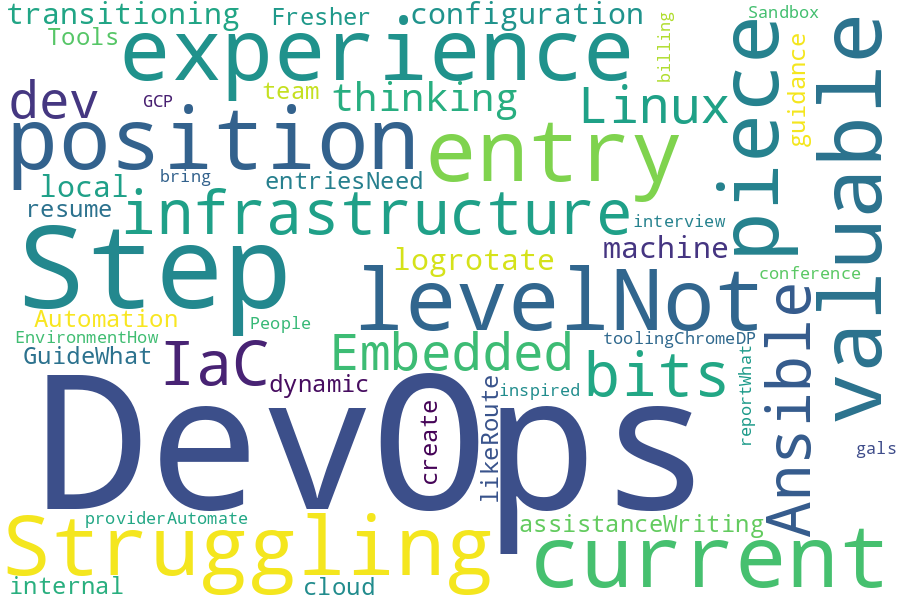 transitioning
Fresher
configuration
Sandbox
Tools
experience
billing
piece
valuable
guidance
dev
GCP
team
thinking
Linux
position
entry
bring
local
entriesNeed
resume
infrastructure
interview
Step
logrotate
machine
levelNot
conference
Automation
People
EnvironmentHow
GuideWhat
IaC
Embedded
toolingChromeDP
Ansible
dynamic
inspired
bits
reportWhat
DevOps
create
likeRoute
gals
providerAutomate
Struggling
assistanceWriting
current
internal
cloud